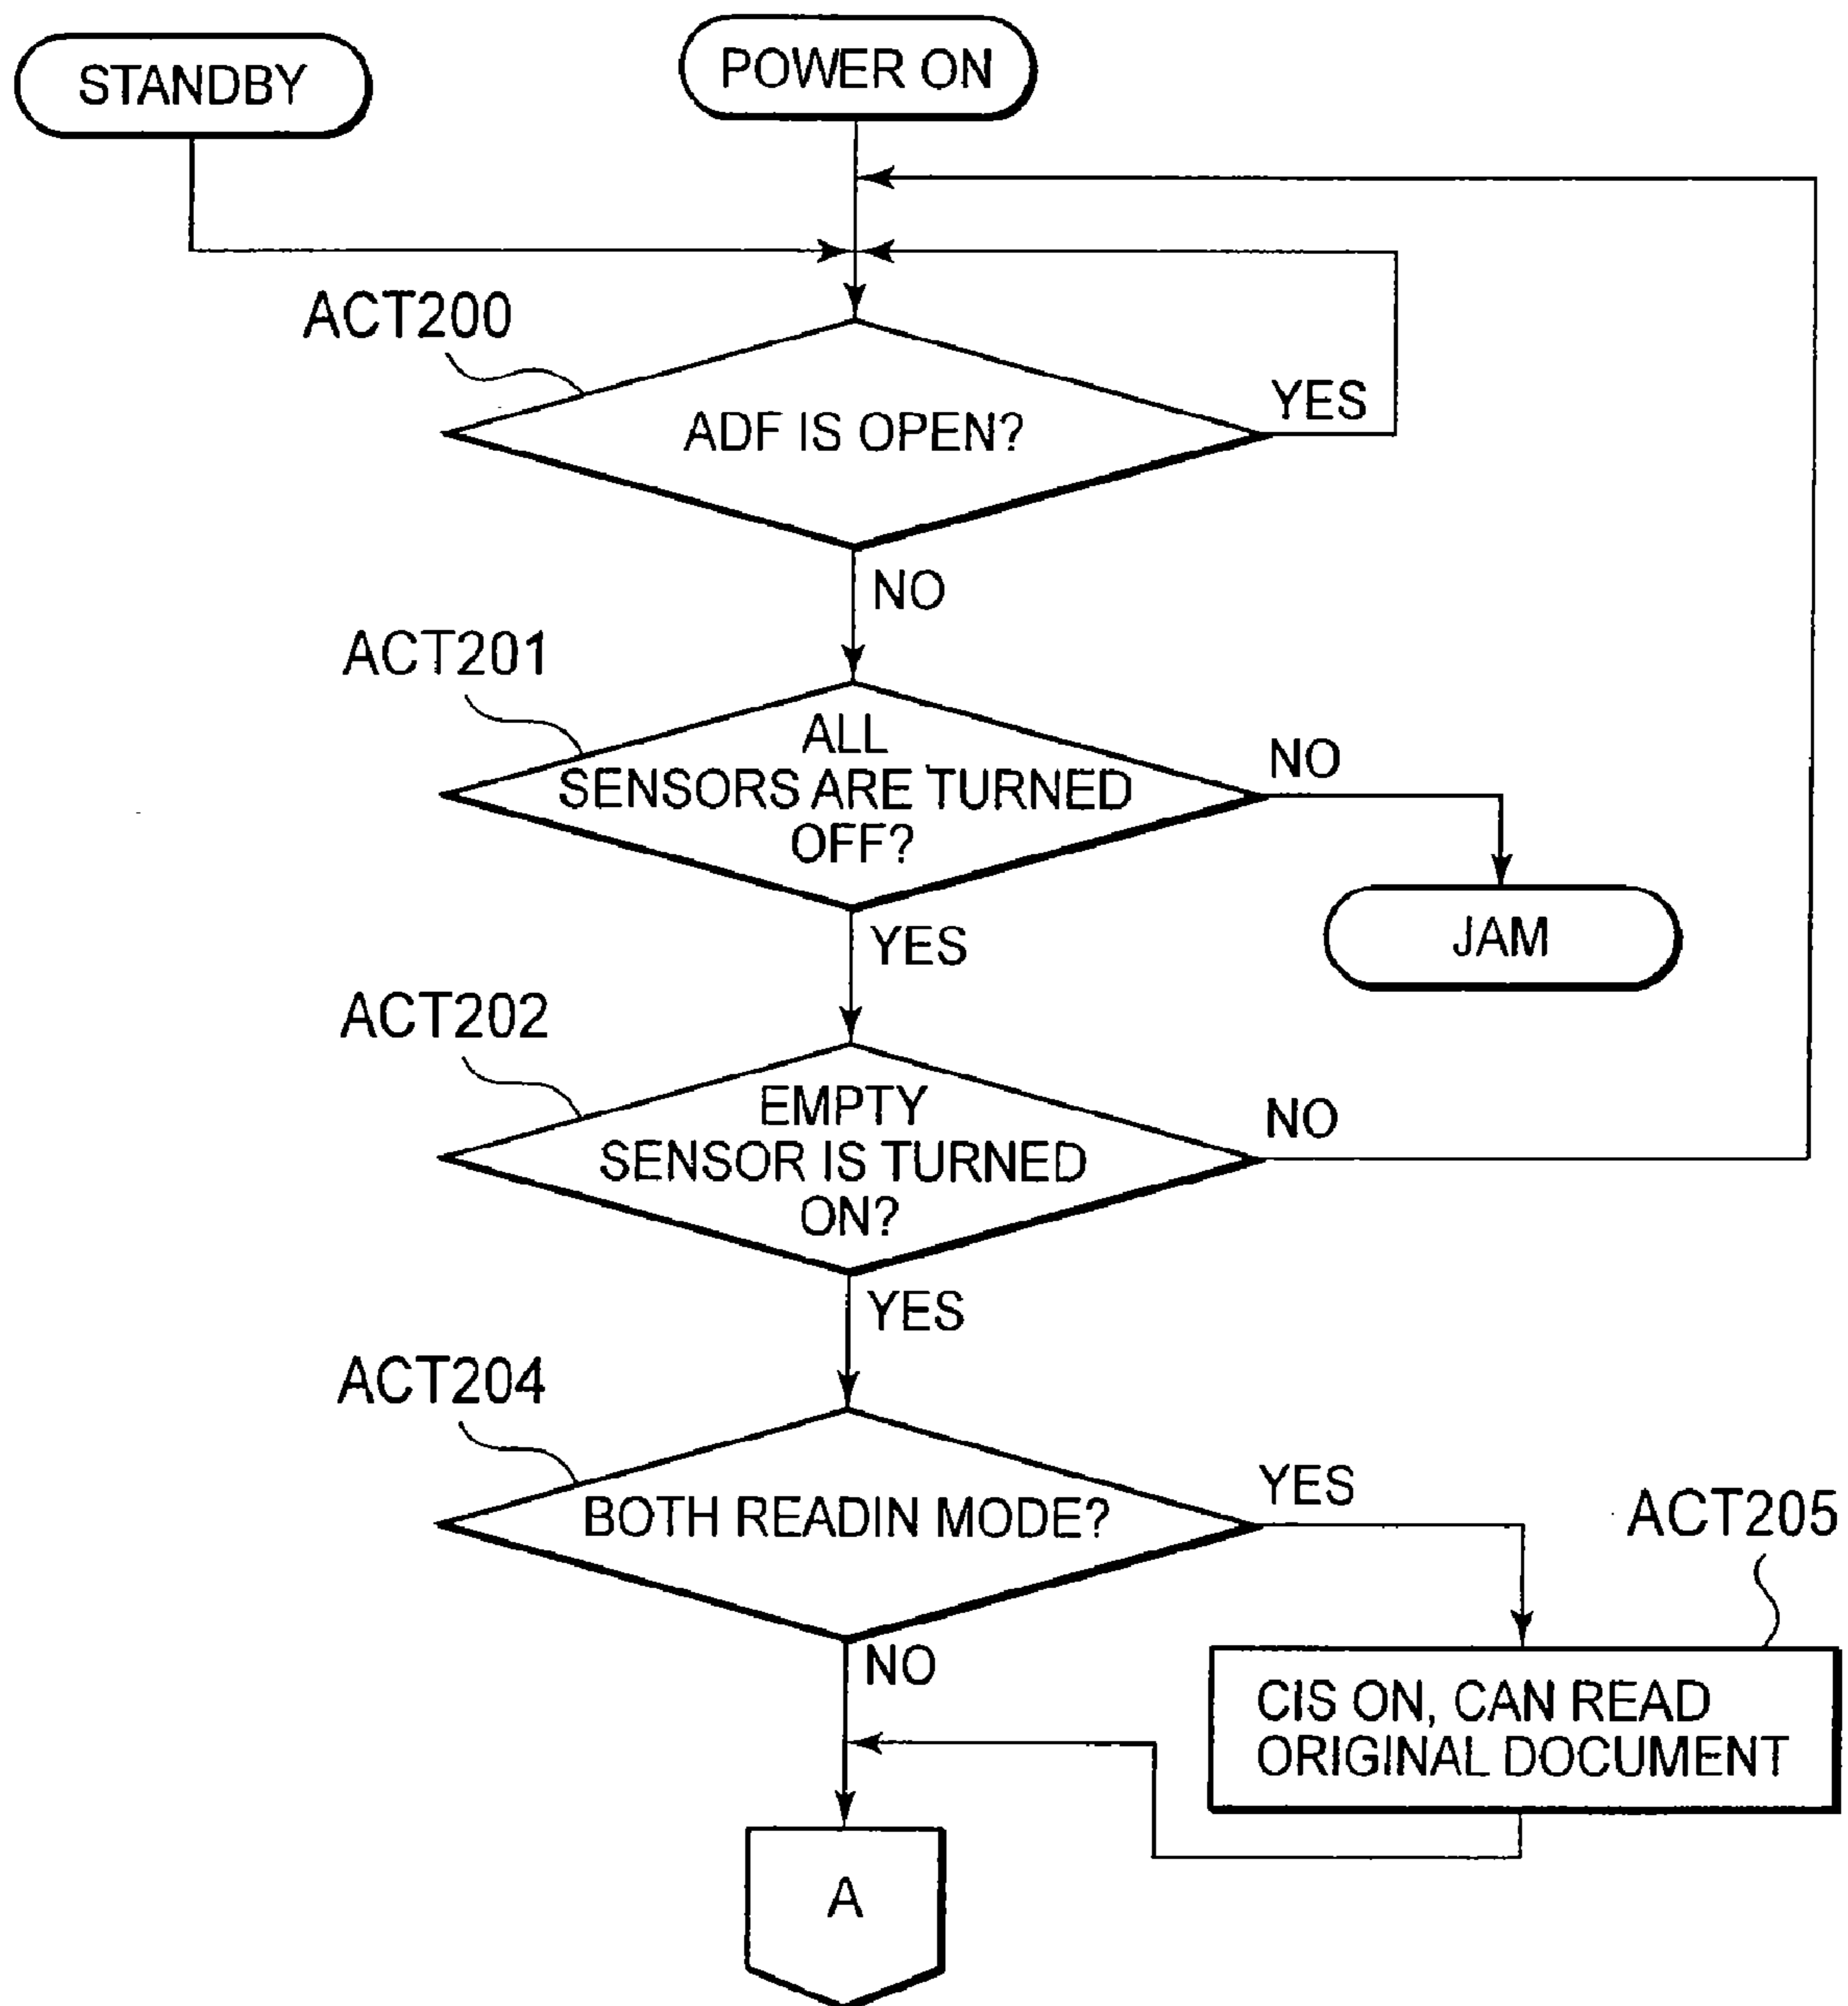 STANDBY
POWER ON
ACT200
ADF IS OPEN?
YES
NO
ACT201
ALL
SENSORS ARE TURNED
OFF?
NO
JAM
YES
ACT202
EMPTY
SENSOR IS TURNED
ON?
NO
YES
ACT204
BOTH READIN MODE?
YES
ACT205
NO
CIS ON, CAN READ
ORIGINAL DOCUMENT
A